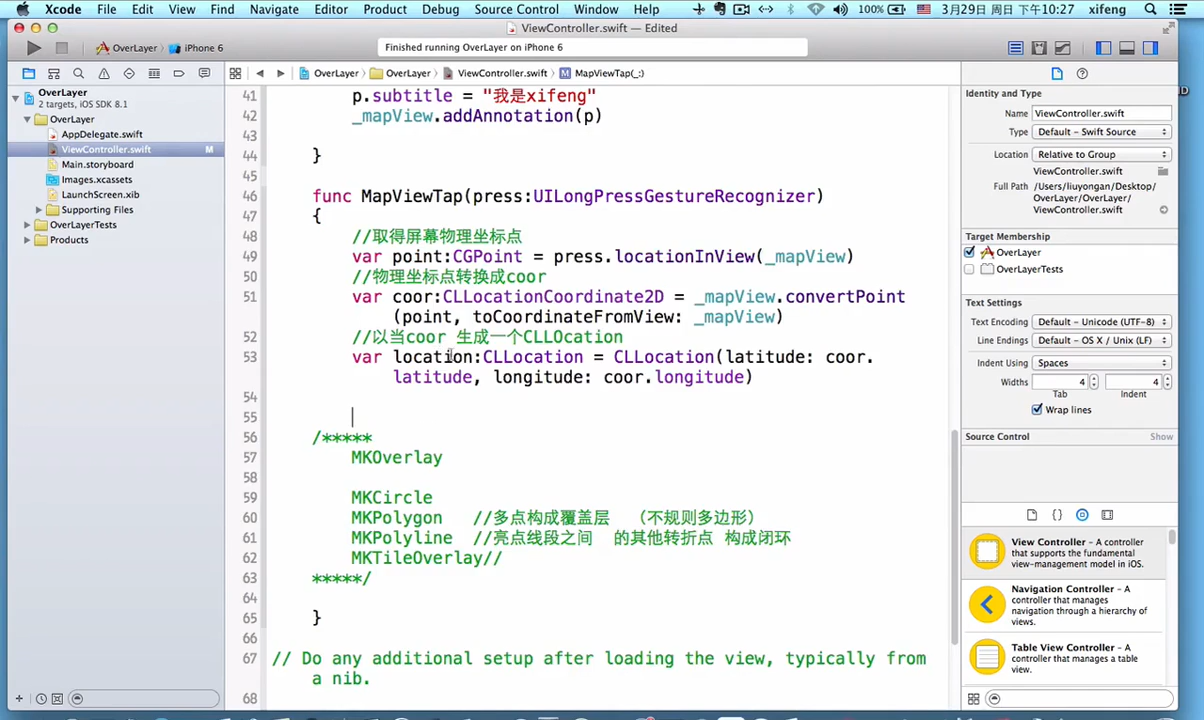 Xcode File Edit View Find Navigate Editor Product Debug Source Control Window Help 100% 3月29日 周日 下午10:27 xifeng
ViewController.swift — Edited
OverLayer iPhone 6 Finished running OverLayer on iPhone 6
OverLayer OverLayer ViewController.swift MapViewTap(_:)
OverLayer
2 targets, iOS SDK 8.1
OverLayer
AppDelegate.swift
ViewController.swift M
Main.storyboard
Images.xcassets
LaunchScreen.xib
Supporting Files
OverLayerTests
Products
41 p.subtitle = "我是xifeng"
42 _mapView.addAnnotation(p)
43
44 }
45
46 func MapViewTap(press:UILongPressGestureRecognizer)
47 {
48 //取得屏幕物理坐标点
49 var point:CGPoint = press.locationInView(_mapView)
50 //物理坐标点转换成coor
51 var coor:CLLocationCoordinate2D = _mapView.convertPoint
(point, toCoordinateFromView: _mapView)
52 //以当coor 生成一个CLLOcation
53 var location:CLLocation = CLLocation(latitude: coor.
latitude, longitude: coor.longitude)
54
55
56 /*****
57 MKOverlay
58
59 MKCircle
60 MKPolygon //多点构成覆盖层 （不规则多边形）
61 MKPolyline //亮点线段之间 的其他转折点 构成闭环
62 MKTileOverlay//
63 *****/
64
65 }
66
67 // Do any additional setup after loading the view, typically from
a nib.
68
Identity and Type
Name ViewController.swift
Type Default – Swift Source
Location Relative to Group
ViewController.swift
Full Path /Users/liuyongan/Desktop/
OverLayer/OverLayer/
ViewController.swift
Target Membership
OverLayer
OverLayerTests
Text Settings
Text Encoding Default – Unicode (UTF-8)
Line Endings Default – OS X / Unix (LF)
Indent Using Spaces
Widths 4 4
Tab Indent
Wrap lines
Source Control Show
View Controller – A controller
that supports the fundamental
view-management model in iOS.
Navigation Controller – A
controller that manages
navigation through a hierarchy of
views.
Table View Controller – A
controller that manages a table
view.